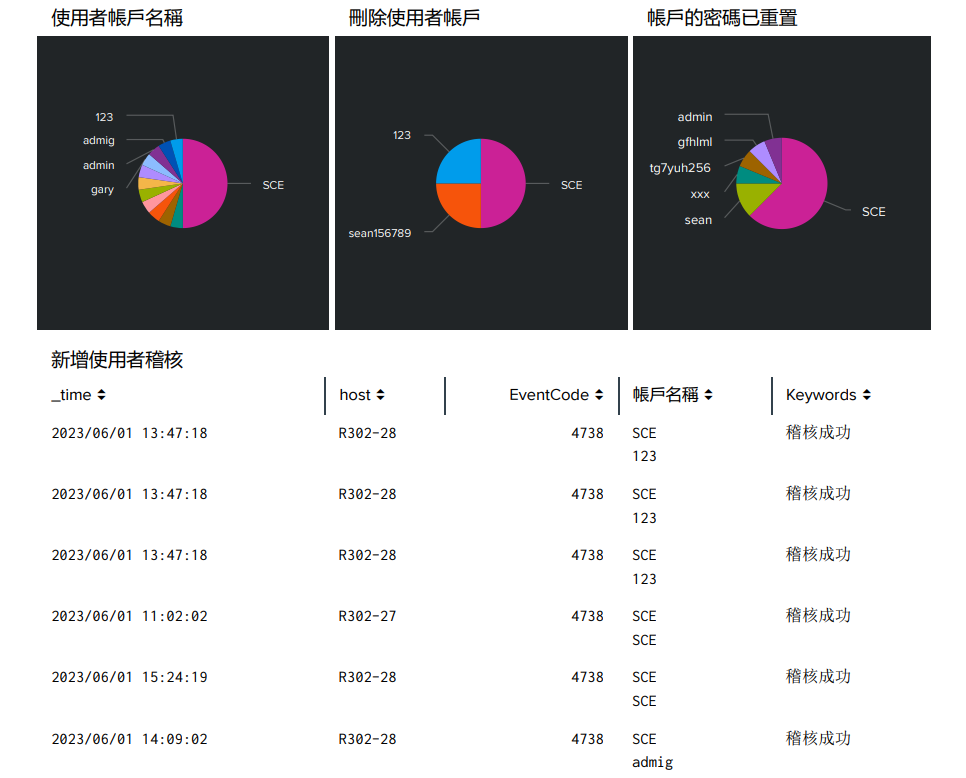 使用者帳戶名稱
刪除使用者帳戶
帳戶的密碼已重置
123
admig
admin
gary
SCE
123
sean156789
SCE
admin
gfhlml
tg7yuh256
xxx
sean
SCE
新增使用者稽核
_time host EventCode 帳戶名稱 Keywords
2023/06/01 13:47:18 R302-28 4738 SCE 稽核成功
123
2023/06/01 13:47:18 R302-28 4738 SCE 稽核成功
123
2023/06/01 13:47:18 R302-28 4738 SCE 稽核成功
123
2023/06/01 11:02:02 R302-27 4738 SCE 稽核成功
SCE
2023/06/01 15:24:19 R302-28 4738 SCE 稽核成功
SCE
2023/06/01 14:09:02 R302-28 4738 SCE 稽核成功
admig